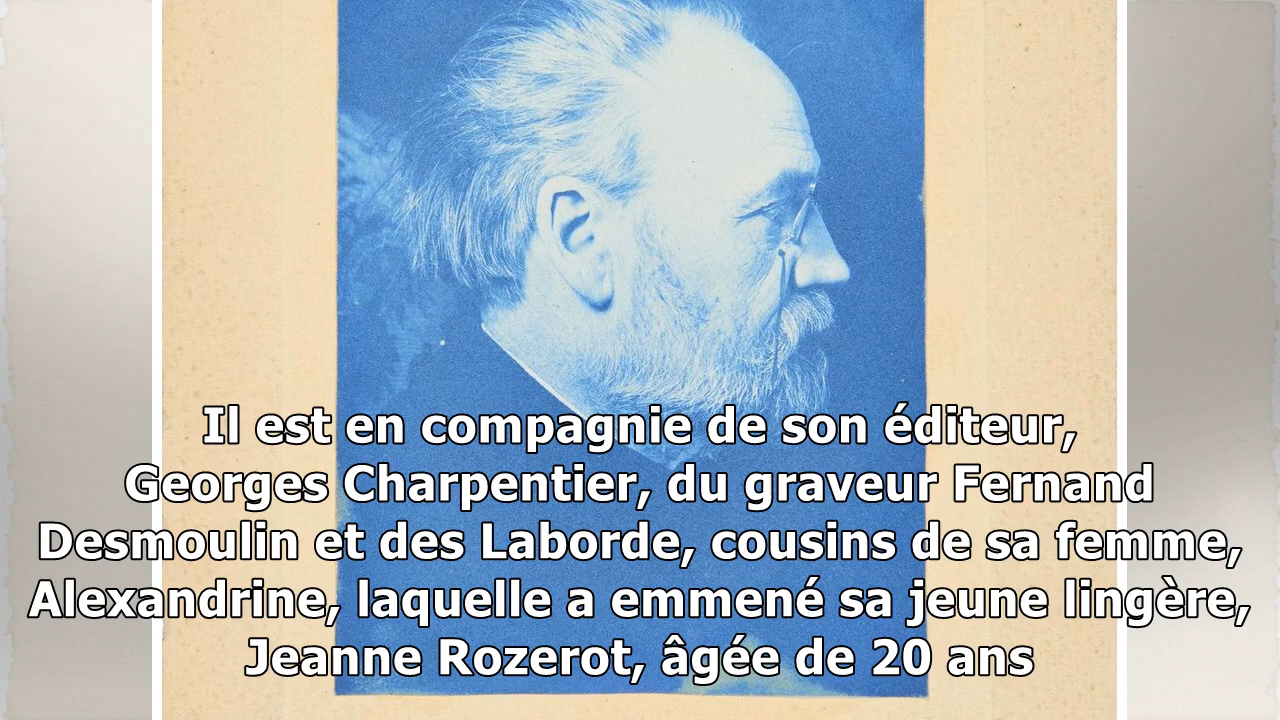 Il est en compagnie de son éditeur,
Georges Charpentier, du graveur Fernand
Desmoulin et des Laborde, cousins de sa femme,
Alexandrine, laquelle a emmené sa jeune lingère,
Jeanne Rozerot, âgée de 20 ans